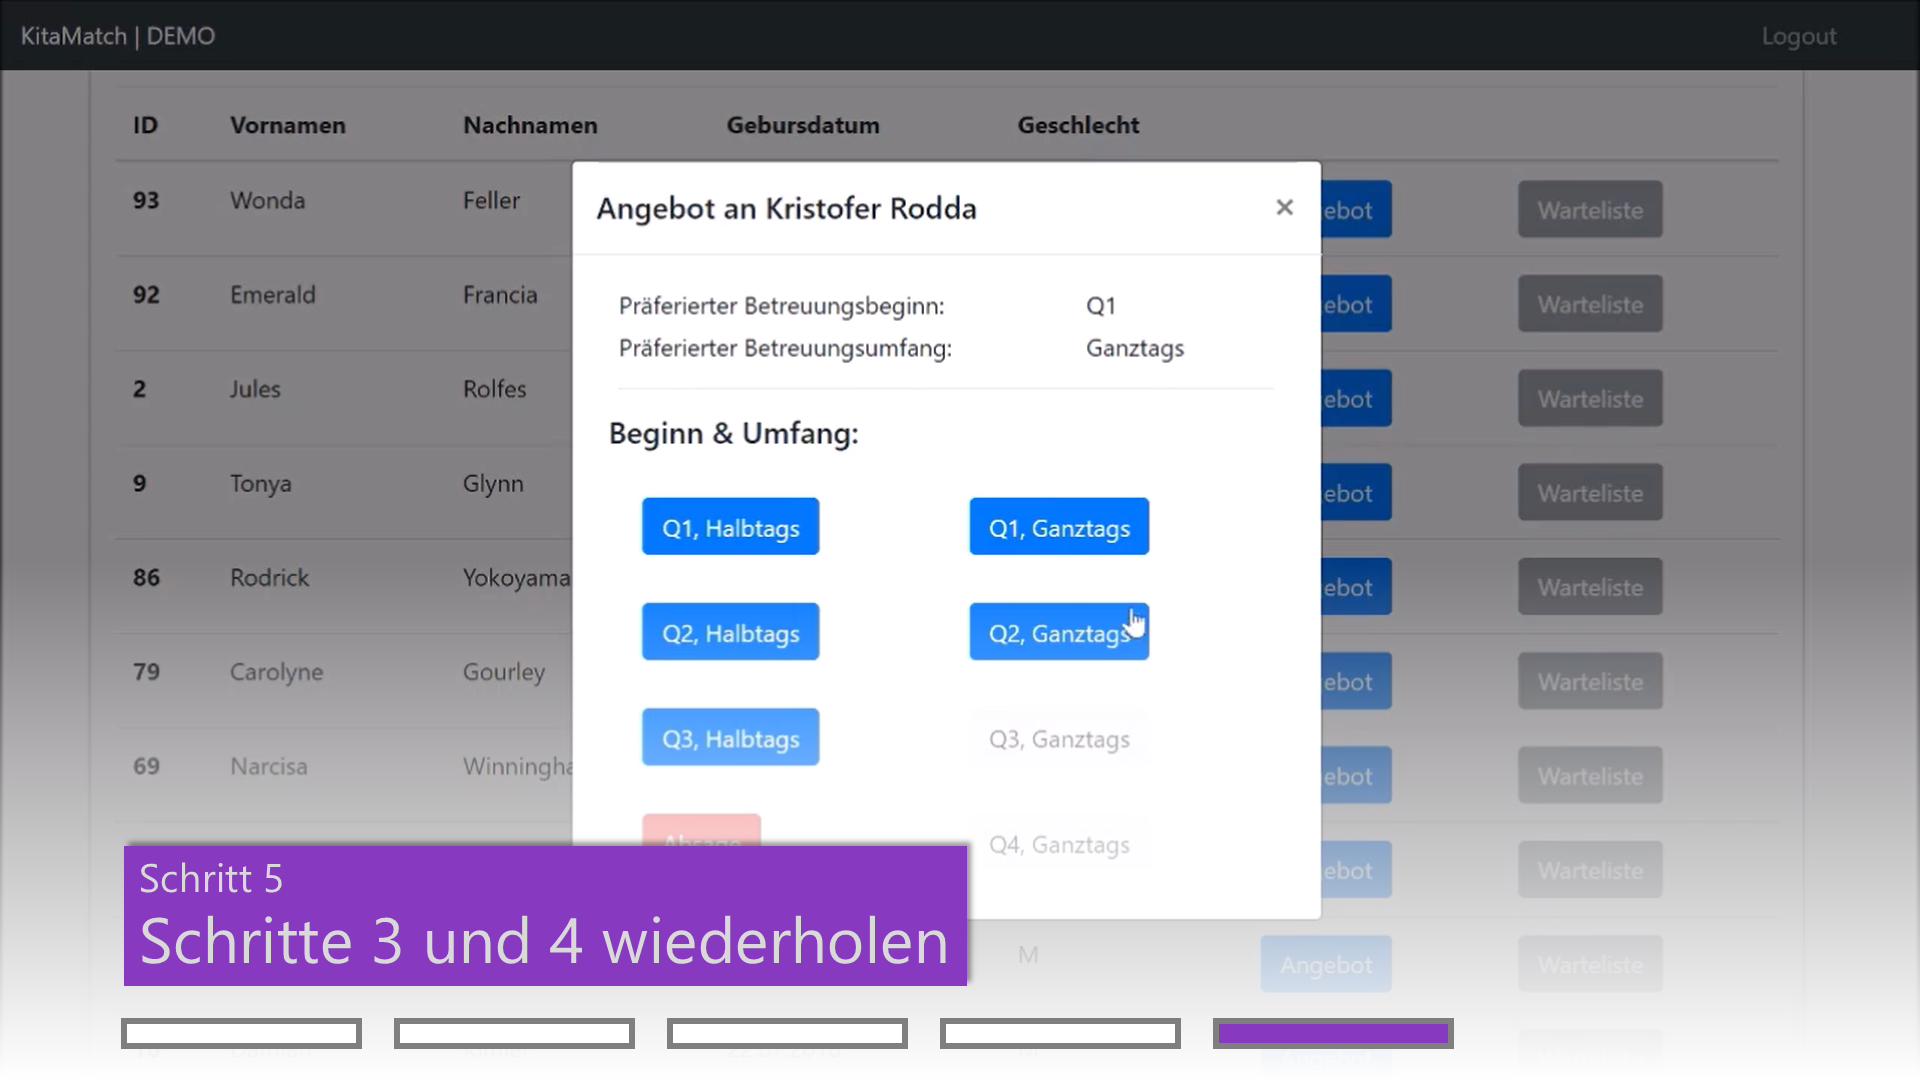 KitaMatch | DEMO
Logout
ID Vornamen Nachnamen Gebursdatum Geschlecht
93 Wonda Feller ebot Warteliste
Angebot an Kristofer Rodda ×
92 Emerald Francia ebot Warteliste
Präferierter Betreuungsbeginn: Q1
Präferierter Betreuungsumfang: Ganztags
2 Jules Rolfes ebot Warteliste
Beginn & Umfang:
9 Tonya Glynn ebot Warteliste
Q1, Halbtags Q1, Ganztags
86 Rodrick Yokoyama ebot Warteliste
Q2, Halbtags Q2, Ganztags
79 Carolyne Gourley ebot Warteliste
Q3, Halbtags Q3, Ganztags
69 Narcisa Winningha ebot Warteliste
Absage Q4, Ganztags
ebot Warteliste
Schritt 5
Schritte 3 und 4 wiederholen
M Angebot Warteliste